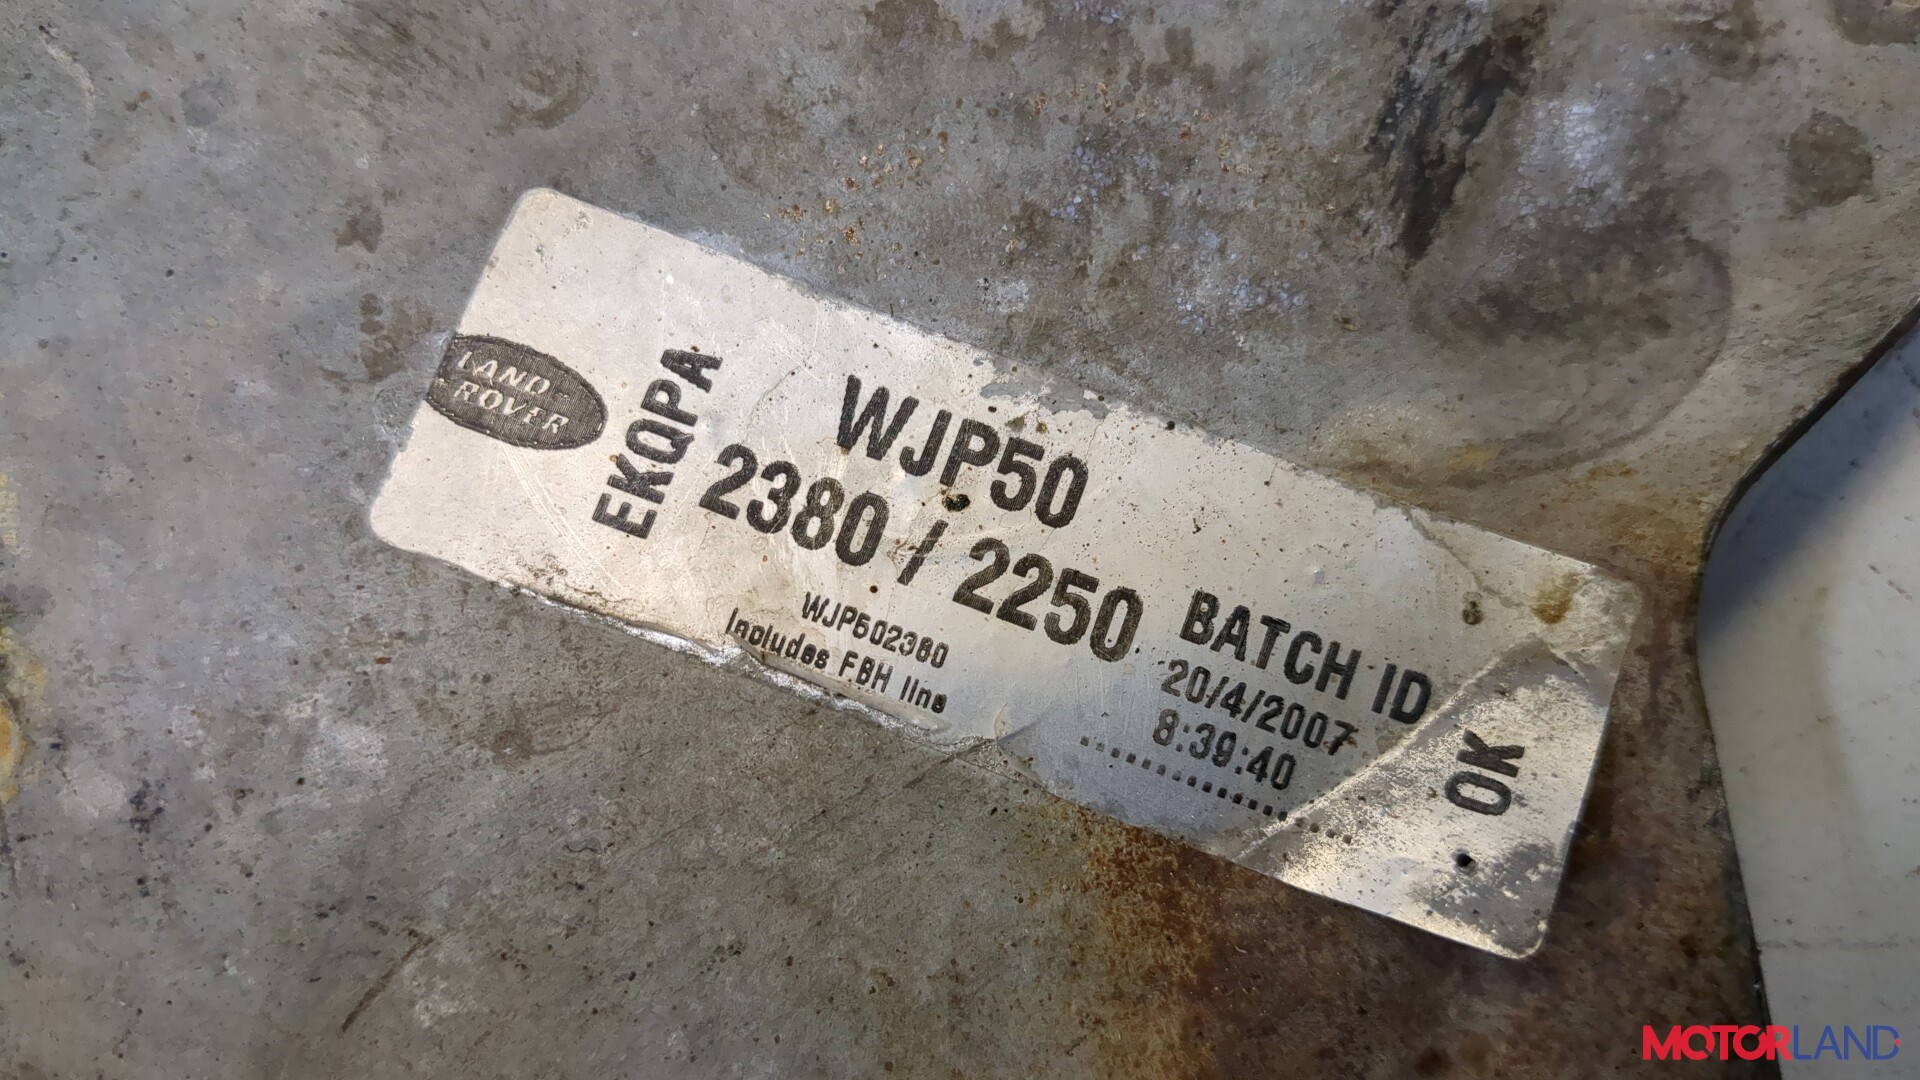 LAND-
-ROVER
EKQPA
WJP50
2380 / 2250
WJP502380
Includes FBH line
BATCH ID
20/4/2007
8:39:40
OK
MOTORLAND